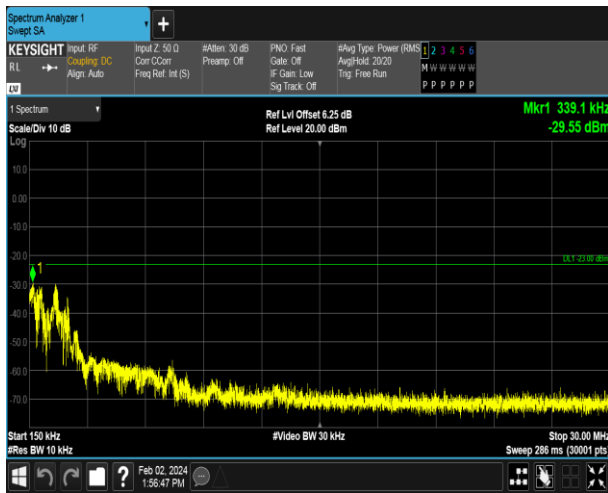 Spectrum Analyzer 1
Swept SA
KEYSIGHT
RL
Input: RF
Coupling: DC
Align: Auto
Input Z: 50 Ω
Corr CCorr
Freq Ref: Int (S)
#Atten: 30 dB
Preamp: Off
PNO: Fast
Gate: Off
IF Gain: Low
Sig Track: Off
#Avg Type: Power (RMS
Avg|Hold: 20/20
Trig: Free Run
1 2 3 4 5 6
M W W W W W
P P P P P P
LXI
1 Spectrum
Scale/Div 10 dB
Log
Ref Lvl Offset 6.25 dB
Ref Level 20.00 dBm
Mkr1 339.1 kHz
-29.55 dBm
10.0
0.00
-10.0
-20.0
-30.0
-40.0
-50.0
-60.0
-70.0
1
DL1 -23.00 dBm
Start 150 kHz
#Res BW 10 kHz
#Video BW 30 kHz
Stop 30.00 MHz
Sweep 286 ms (30001 pts)
Feb 02, 2024
1:56:47 PM